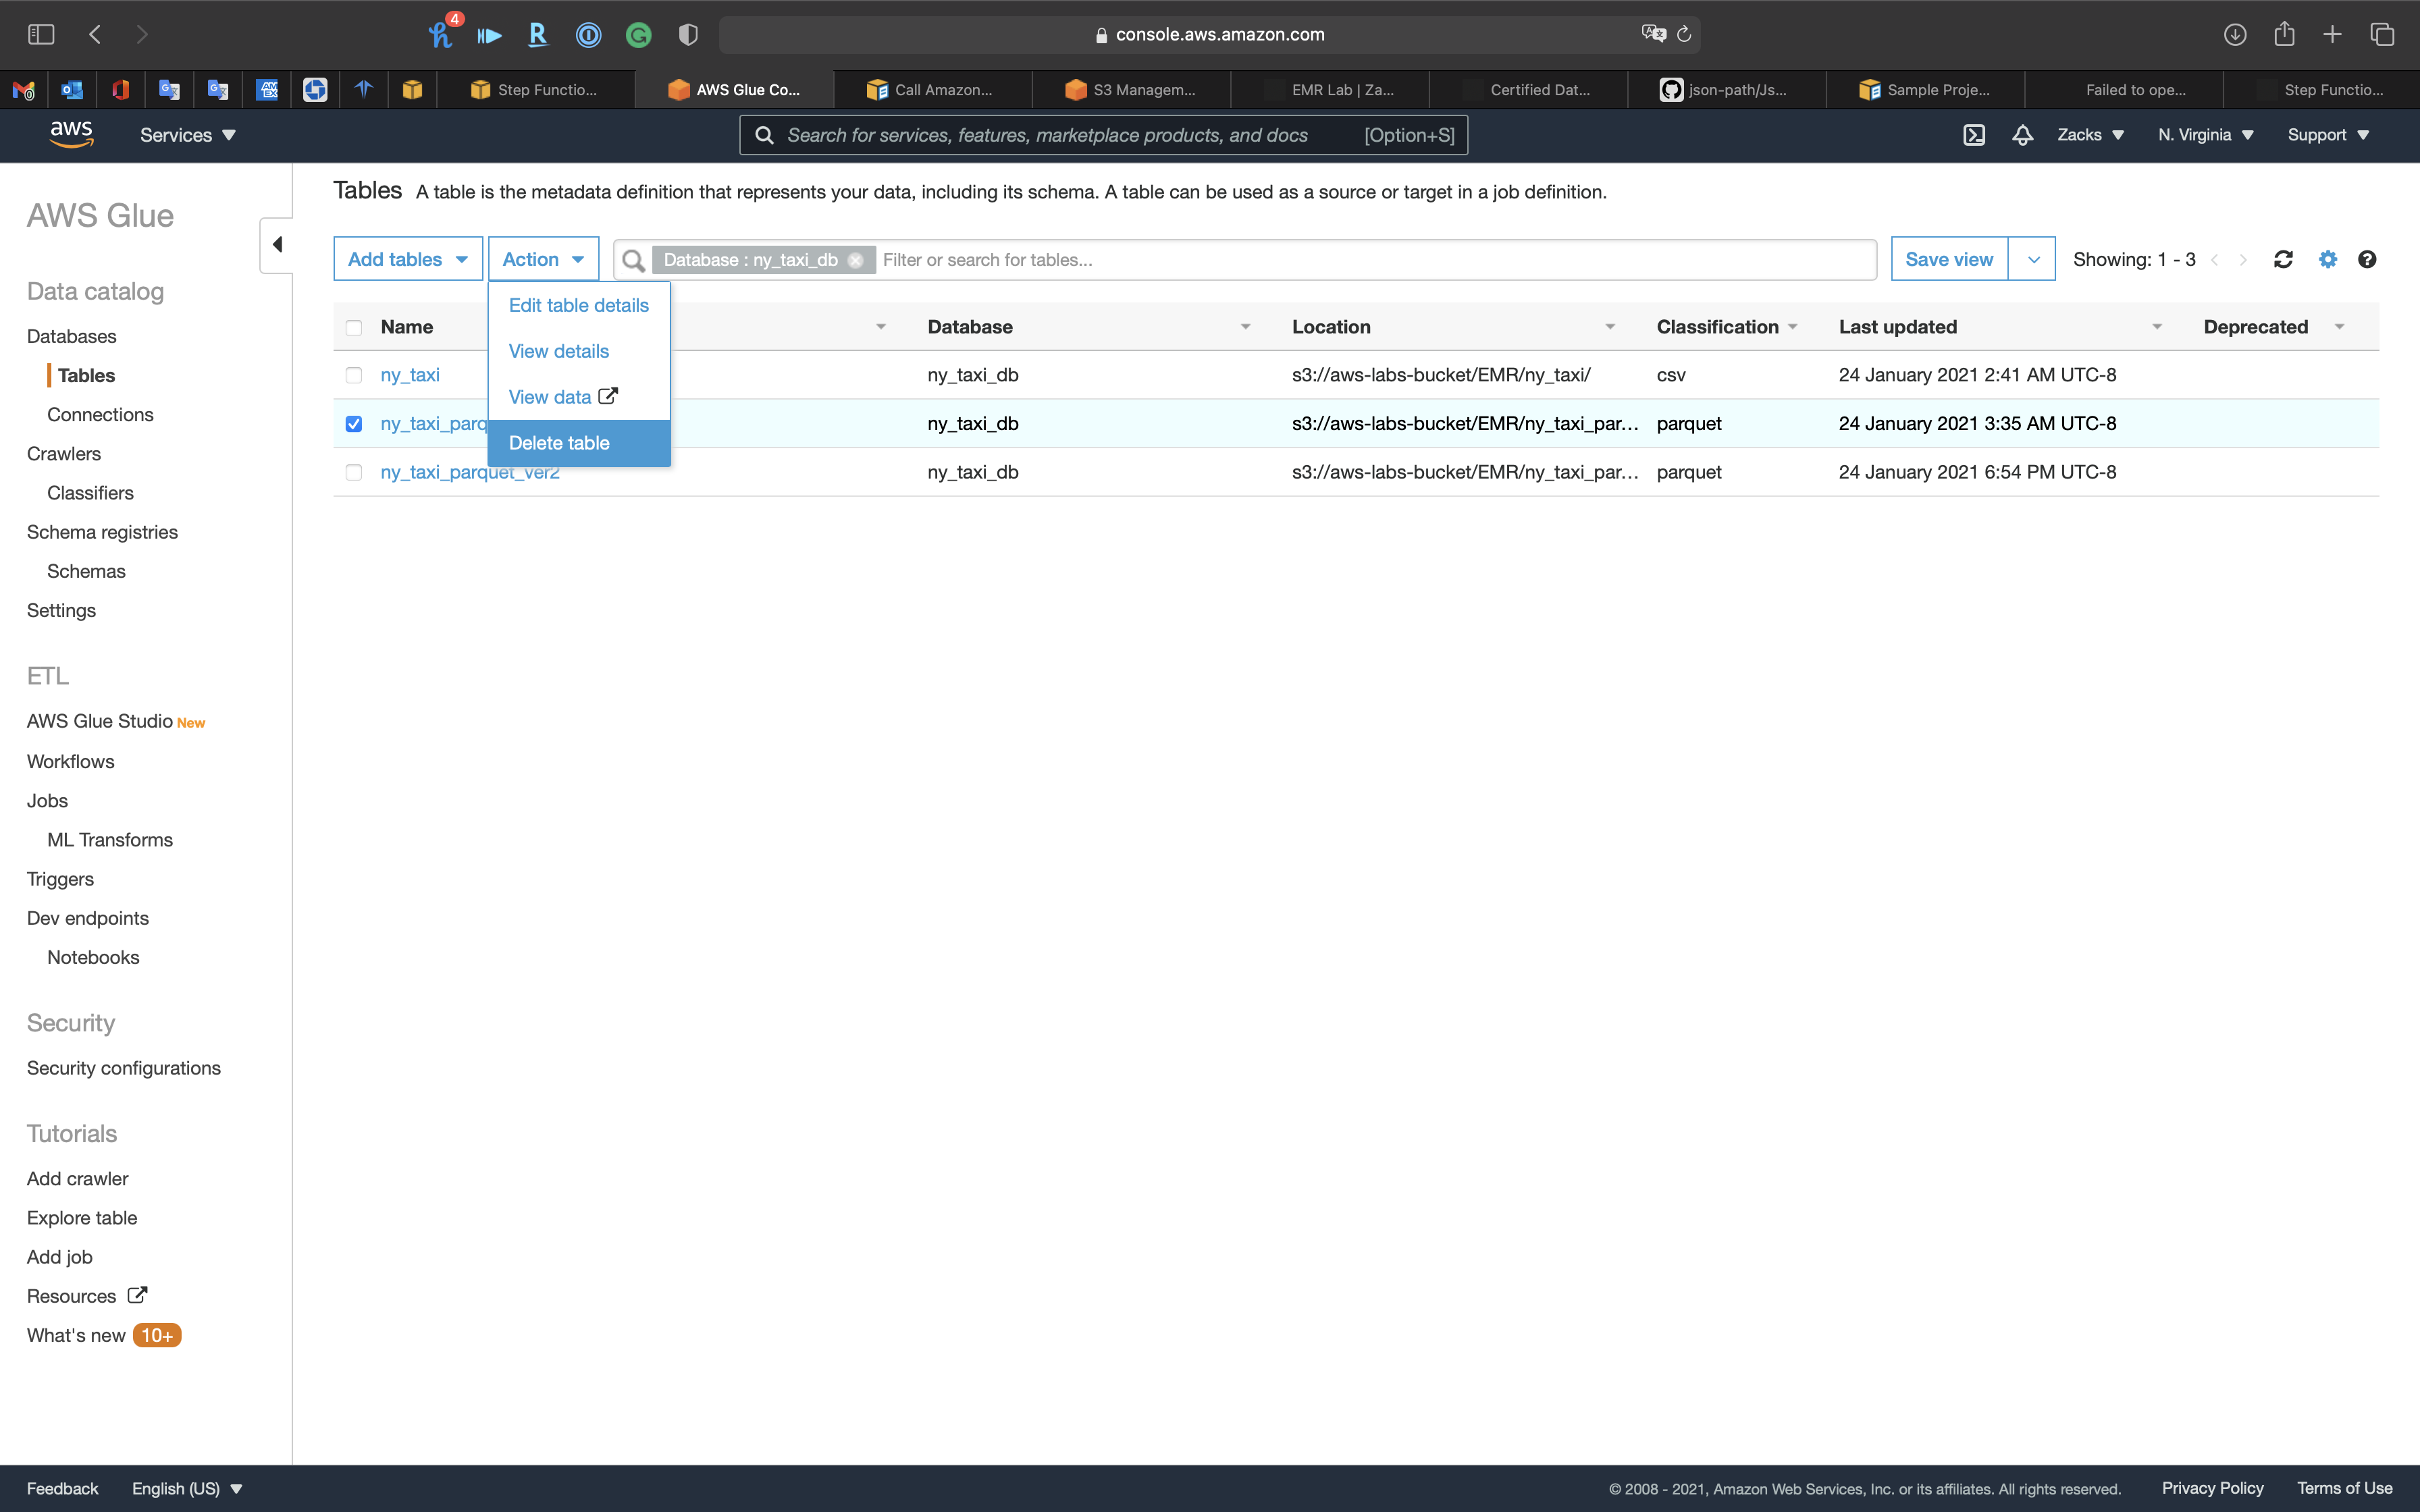 4
console.aws.amazon.com
Step Functio...
AWS Glue Co...
Call Amazon...
S3 Managem...
EMR Lab | Za...
Certified Dat...
json-path/Js...
Sample Proje...
Failed to ope...
Step Functio...
aws
Services
Search for services, features, marketplace products, and docs
[Option+S]
Zacks
N. Virginia
Support
AWS Glue
Data catalog
Databases
Tables
Connections
Crawlers
Classifiers
Schema registries
Schemas
Settings
ETL
AWS Glue Studio New
Workflows
Jobs
ML Transforms
Triggers
Dev endpoints
Notebooks
Security
Security configurations
Tutorials
Add crawler
Explore table
Add job
Resources
What's new 10+
Tables A table is the metadata definition that represents your data, including its schema. A table can be used as a source or target in a job definition.
Add tables
Action
Database : ny_taxi_db
Filter or search for tables...
Save view
Showing: 1 - 3
Edit table details
View details
View data
Delete table
Name Database Location Classification Last updated Deprecated
ny_taxi ny_taxi_db s3://aws-labs-bucket/EMR/ny_taxi/ csv 24 January 2021 2:41 AM UTC-8
ny_taxi_parq ny_taxi_db s3://aws-labs-bucket/EMR/ny_taxi_par... parquet 24 January 2021 3:35 AM UTC-8
ny_taxi_parquet_ver2 ny_taxi_db s3://aws-labs-bucket/EMR/ny_taxi_par... parquet 24 January 2021 6:54 PM UTC-8
Feedback
English (US)
© 2008 - 2021, Amazon Web Services, Inc. or its affiliates. All rights reserved.
Privacy Policy
Terms of Use